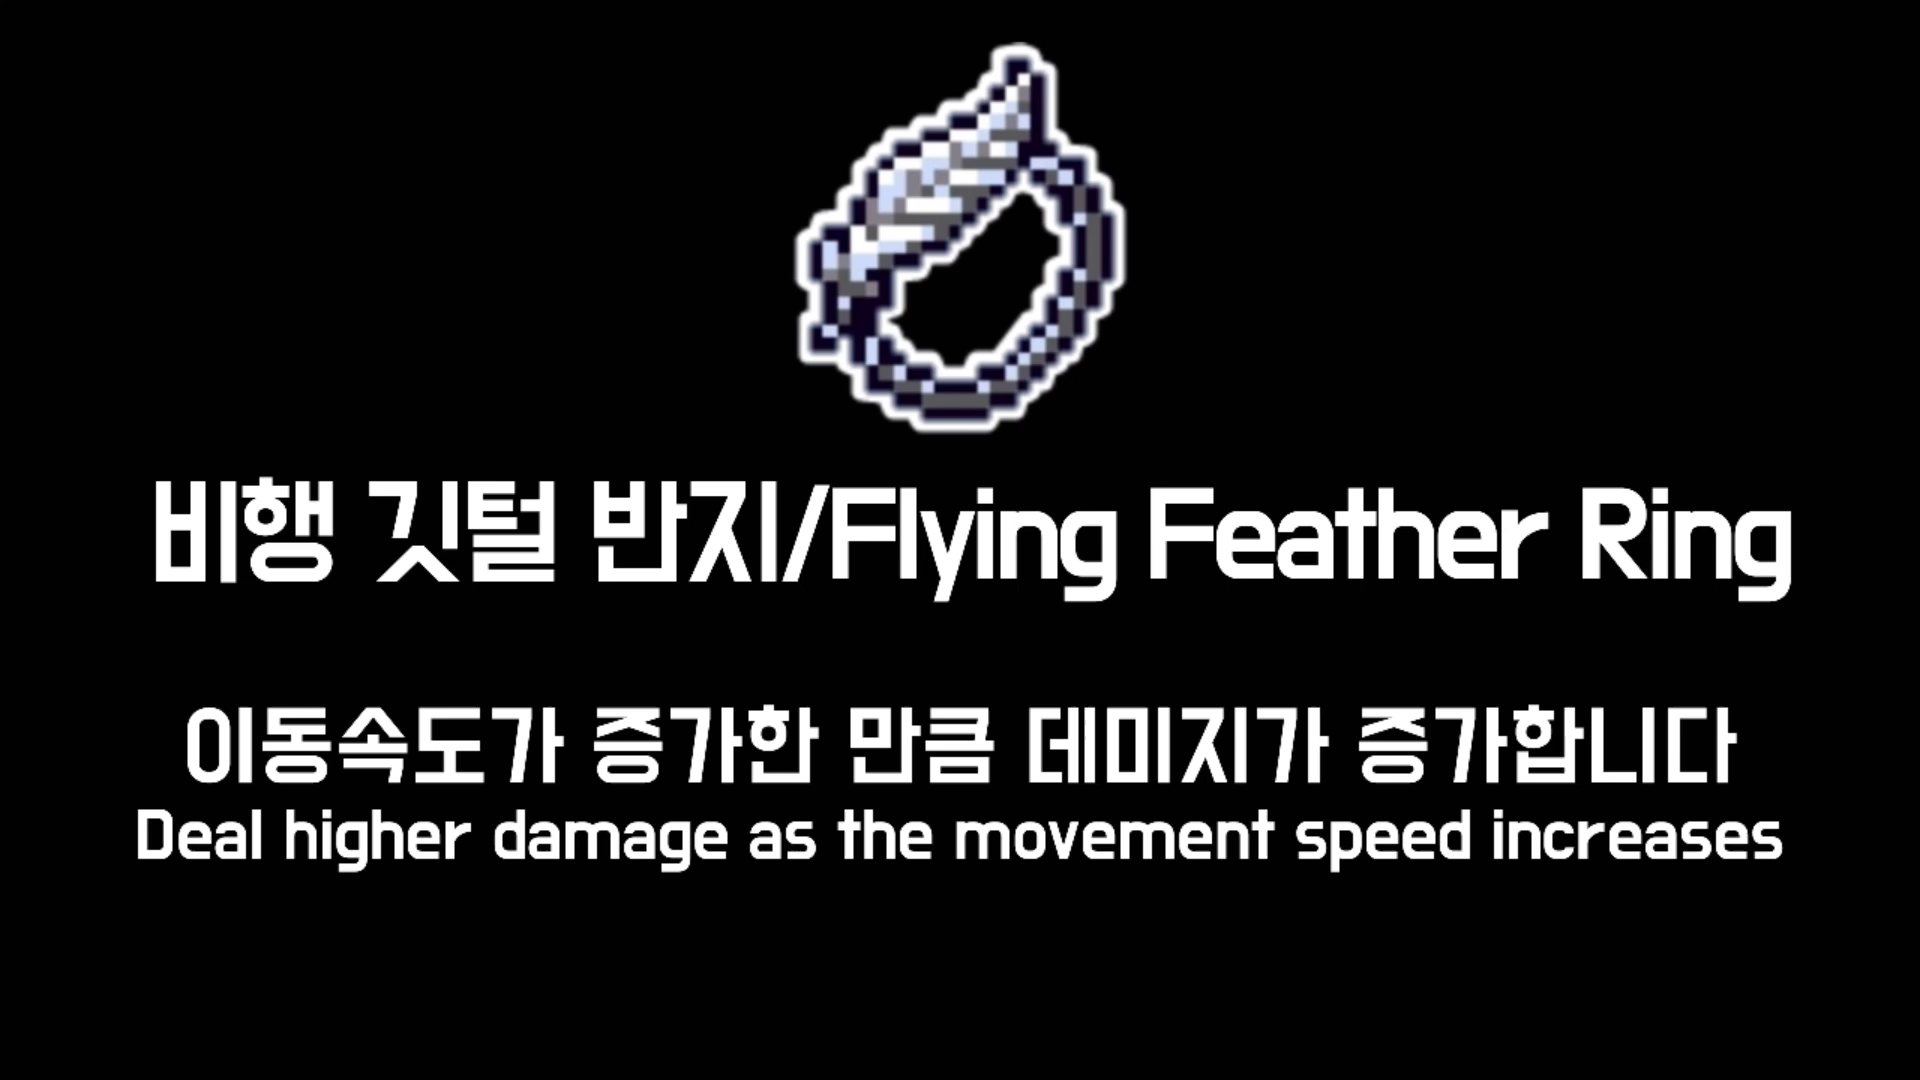 비행 깃털 반지/Flying Feather Ring
이동속도가 증가한 만큼 데미지가 증가합니다
Deal higher damage as the movement speed increases